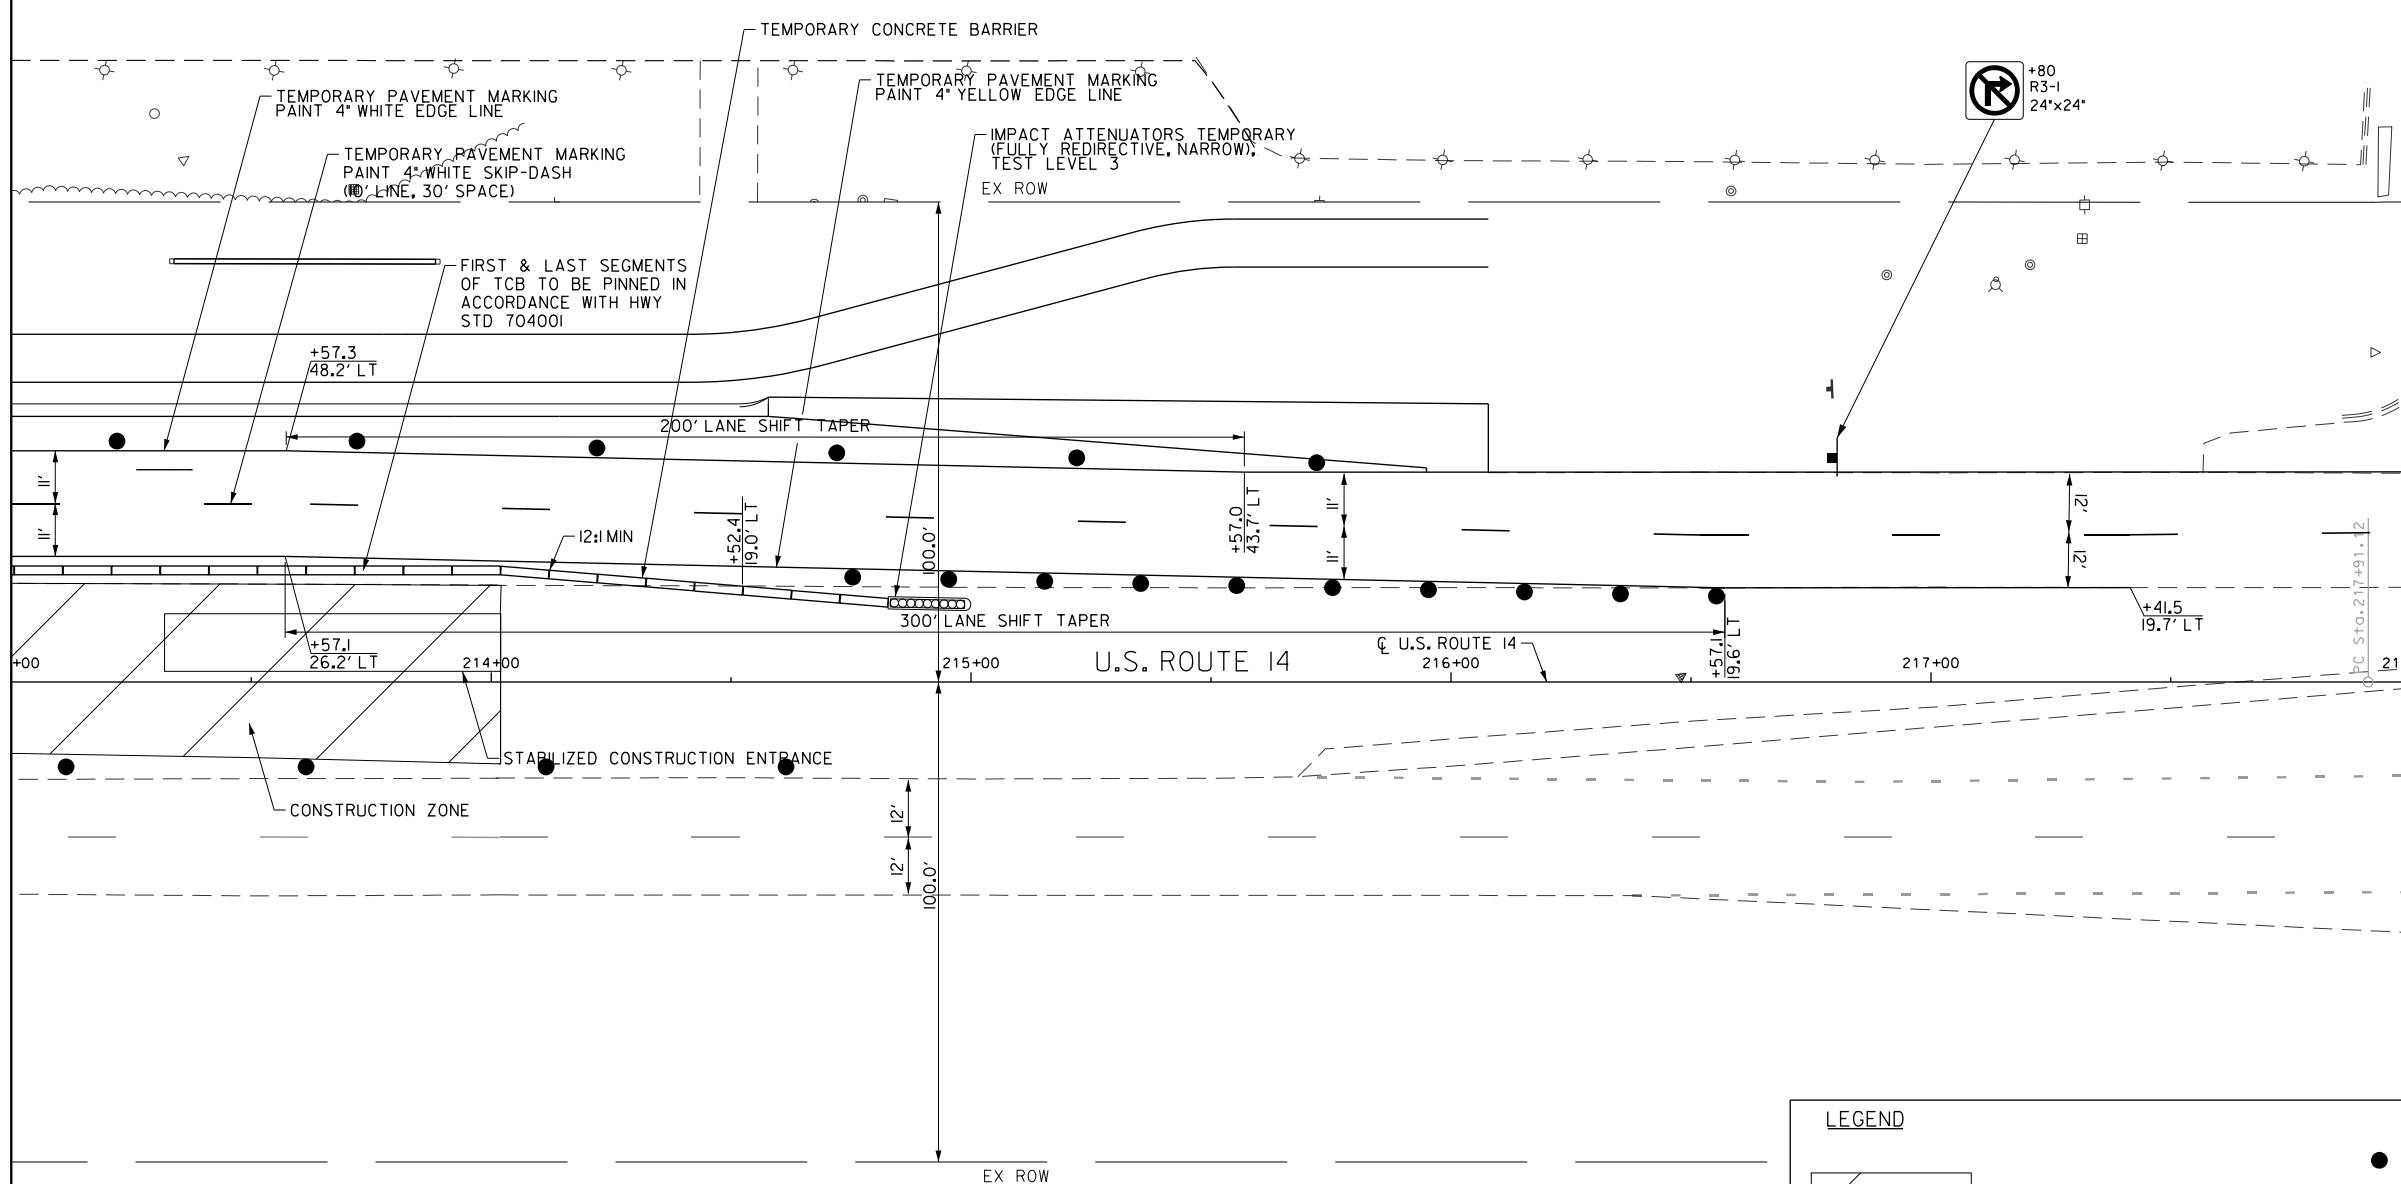 TEMPORARY CONCRETE BARRIER
TEMPORARY PAVEMENT MARKING
PAINT 4" YELLOW EDGE LINE
TEMPORARY PAVEMENT MARKING
PAINT 4" WHITE EDGE LINE
IMPACT ATTENUATORS TEMPORARY
(FULLY REDIRECTIVE, NARROW),
TEST LEVEL 3
EX ROW
TEMPORARY PAVEMENT MARKING
PAINT 4" WHITE SKIP-DASH
(10' LINE, 30' SPACE)
+80
R3-1
24"x24"
FIRST & LAST SEGMENTS
OF TCB TO BE PINNED IN
ACCORDANCE WITH HWY
STD 704001
+57.3
48.2' LT
200' LANE SHIFT TAPER
11'
11'
12:1 MIN
+52.4
19.0' LT
100.0'
+57.0
43.7' LT
11'
11'
12'
12'
PC Sta. 217+91.12
+41.5
19.7' LT
300' LANE SHIFT TAPER
+57.1
26.2' LT
+57.1
19.6' LT
℄ U.S. ROUTE 14
+00
214+00
215+00
U.S. ROUTE 14
216+00
217+00
21
STABILIZED CONSTRUCTION ENTRANCE
CONSTRUCTION ZONE
12'
12'
100.0'
LEGEND
EX ROW